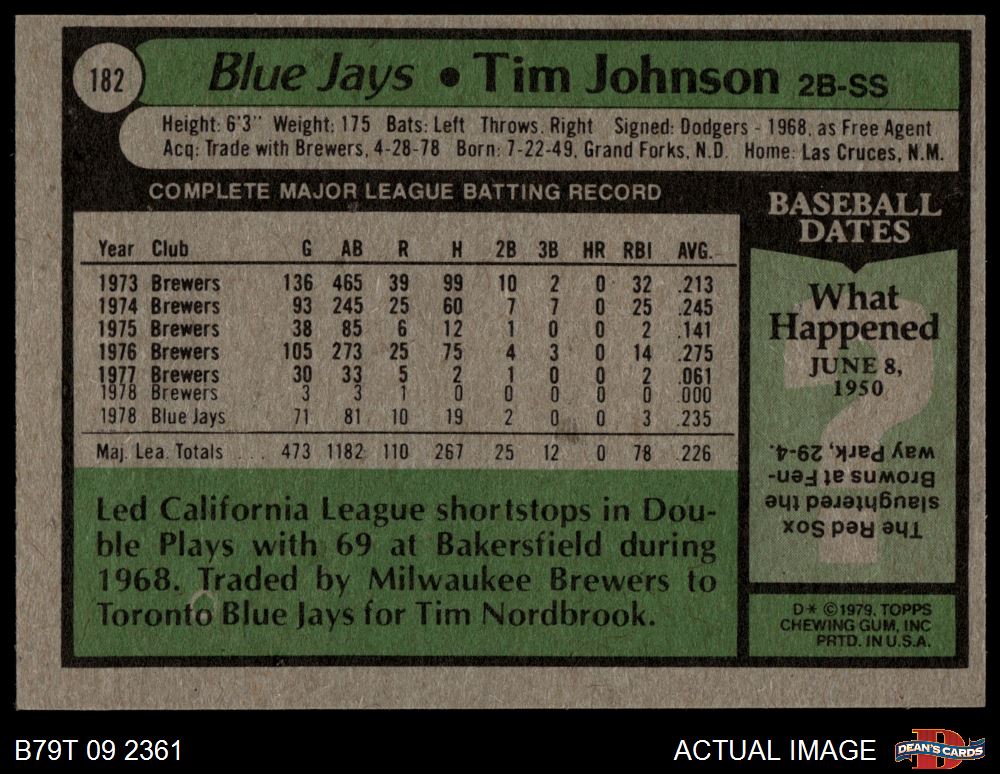 182 Blue Jays • Tim Johnson 2B-SS
Height: 6'3" Weight: 175 Bats: Left Throws: Right Signed: Dodgers - 1968, as Free Agent
Acq: Trade with Brewers, 4-28-78 Born: 7-22-49, Grand Forks, N.D. Home: Las Cruces, N.M.
COMPLETE MAJOR LEAGUE BATTING RECORD
Year Club G AB R H 2B 3B HR RBI AVG.
1973 Brewers 136 465 39 99 10 2 0 32 .213
1974 Brewers 93 245 25 60 7 7 0 25 .245
1975 Brewers 38 85 6 12 1 0 0 2 .141
1976 Brewers 105 273 25 75 4 3 0 14 .275
1977 Brewers 30 33 5 2 1 0 0 2 .061
1978 Brewers 3 3 1 0 0 0 0 0 .000
1978 Blue Jays 71 81 10 19 2 0 0 3 .235
Maj. Lea. Totals ... 473 1182 110 267 25 12 0 78 .226
Led California League shortstops in Dou-
ble Plays with 69 at Bakersfield during
1968. Traded by Milwaukee Brewers to
Toronto Blue Jays for Tim Nordbrook.
BASEBALL
DATES
What
Happened
JUNE 8,
1950
The Red Sox
slaughtered the
Browns at Fen-
way Park, 29-4.
D* ©1979, TOPPS
CHEWING GUM, INC
PRTD. IN U.S.A.
B79T 09 2361
ACTUAL IMAGE
D
DEAN'S CARDS